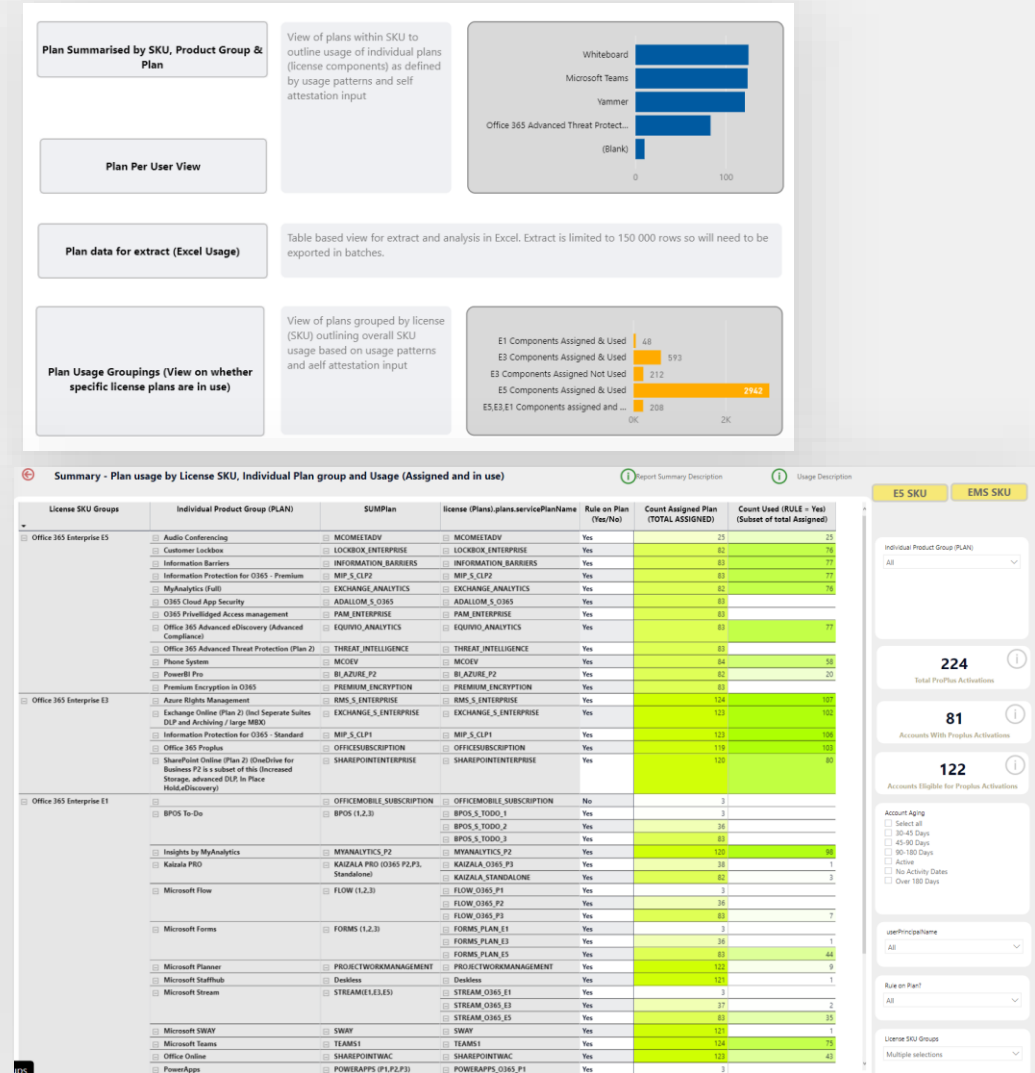 Plan Summarised by SKU, Product Group &
Plan
View of plans within SKU to
outline usage of individual plans
(license components) as defined
by usage patterns and self
attestation input
Whiteboard
Microsoft Teams
Yammer
Office 365 Advanced Threat Protect...
(Blank)
0 100
Plan Per User View
Plan data for extract (Excel Usage)
Table based view for extract and analysis in Excel. Extract is limited to 150 000 rows so will need to be
exported in batches.
Plan Usage Groupings (View on whether
specific license plans are in use)
View of plans grouped by license
(SKU) outlining overall SKU
usage based on usage patterns
and aelf attestation input
E1 Components Assigned & Used 48
E3 Components Assigned & Used 593
E3 Components Assigned Not Used 212
E5 Components Assigned & Used 2942
E5,E3,E1 Components assigned and ... 208
0K 2K
Summary - Plan usage by License SKU, Individual Plan group and Usage (Assigned and in use)
Report Summary Description
Usage Description
E5 SKU
EMS SKU
License SKU Groups Individual Product Group (PLAN) SUMPlan license (Plans).plans.servicePlanName Rule on Plan Count Assigned Plan Count Used (RULE = Yes)
(Yes/No) (TOTAL ASSIGNED) (Subset of total Assigned)
Office 365 Enterprise E5 Audio Conferencing MCOMEETADV MCOMEETADV Yes 25 25
Customer Lockbox LOCKBOX_ENTERPRISE LOCKBOX_ENTERPRISE Yes 82 76
Information Barriers INFORMATION_BARRIERS INFORMATION_BARRIERS Yes 83 77
Information Protection for O365 - Premium MIP_S_CLP2 MIP_S_CLP2 Yes 83 77
MyAnalytics (Full) EXCHANGE_ANALYTICS EXCHANGE_ANALYTICS Yes 82 76
O365 Cloud App Security ADALLOM_S_O365 ADALLOM_S_O365 Yes 83
O365 Privellidged Access management PAM_ENTERPRISE PAM_ENTERPRISE Yes 83
Office 365 Advanced eDiscovery (Advanced EQUIVIO_ANALYTICS EQUIVIO_ANALYTICS Yes 83 77
Compliance)
Office 365 Advanced Threat Protection (Plan 2) THREAT_INTELLIGENCE THREAT_INTELLIGENCE Yes 83
Phone System MCOEV MCOEV Yes 84 58
PowerBI Pro BI_AZURE_P2 BI_AZURE_P2 Yes 82 20
Premium Encryption in O365 PREMIUM_ENCRYPTION PREMIUM_ENCRYPTION Yes 83
Office 365 Enterprise E3 Azure Rights Management RMS_S_ENTERPRISE RMS_S_ENTERPRISE Yes 124 107
Exchange Online (Plan 2) (Incl Seperate Suites EXCHANGE_S_ENTERPRISE EXCHANGE_S_ENTERPRISE Yes 123 102
DLP and Archiving / large MBX)
Information Protection for O365 - Standard MIP_S_CLP1 MIP_S_CLP1 Yes 123 106
Office 365 Proplus OFFICESUBSCRIPTION OFFICESUBSCRIPTION Yes 119 103
SharePoint Online (Plan 2) (OneDrive for SHAREPOINTENTERPRISE SHAREPOINTENTERPRISE Yes 120 80
Business P2 is s subset of this (Increased
Storage, advanced DLP, In Place
Hold,eDiscovery)
Office 365 Enterprise E1 OFFICEMOBILE_SUBSCRIPTION OFFICEMOBILE_SUBSCRIPTION No 3
BPOS To-Do BPOS (1,2,3) BPOS_S_TODO_1 Yes 3
BPOS_S_TODO_2 Yes 36
BPOS_S_TODO_3 Yes 83
Insights by MyAnalytics MYANALYTICS_P2 MYANALYTICS_P2 Yes 120 98
Kaizala PRO KAIZALA PRO (O365 P2,P3, KAIZALA_O365_P3 Yes 38 1
Standalone) KAIZALA_STANDALONE Yes 82 3
Microsoft Flow FLOW (1,2,3) FLOW_O365_P1 Yes 3
FLOW_O365_P2 Yes 36
FLOW_O365_P3 Yes 83 7
Microsoft Forms FORMS (1,2,3) FORMS_PLAN_E1 Yes 3
FORMS_PLAN_E3 Yes 36 1
FORMS_PLAN_E5 Yes 83 44
Microsoft Planner PROJECTWORKMANAGEMENT PROJECTWORKMANAGEMENT Yes 122 9
Microsoft Staffhub Deskless Deskless Yes 121 1
Microsoft Stream STREAM(E1,E3,E5) STREAM_O365_E1 Yes 3
STREAM_O365_E3 Yes 37 2
STREAM_O365_E5 Yes 83 35
Microsoft SWAY SWAY SWAY Yes 121 1
Microsoft Teams TEAMS1 TEAMS1 Yes 124 75
Office Online SHAREPOINTWAC SHAREPOINTWAC Yes 123 43
PowerApps POWERAPPS (P1,P2,P3) POWERAPPS_O365_P1 Yes 3
Individual Product Group (PLAN)
All
224
Total ProPlus Activations
81
Accounts With Proplus Activations
122
Accounts Eligible for Proplus Activations
Account Aging
Select all
30-45 Days
45-90 Days
90-180 Days
Active
No Activity Dates
Over 180 Days
userPrincipalName
All
Rule on Plan?
All
License SKU Groups
Multiple selections